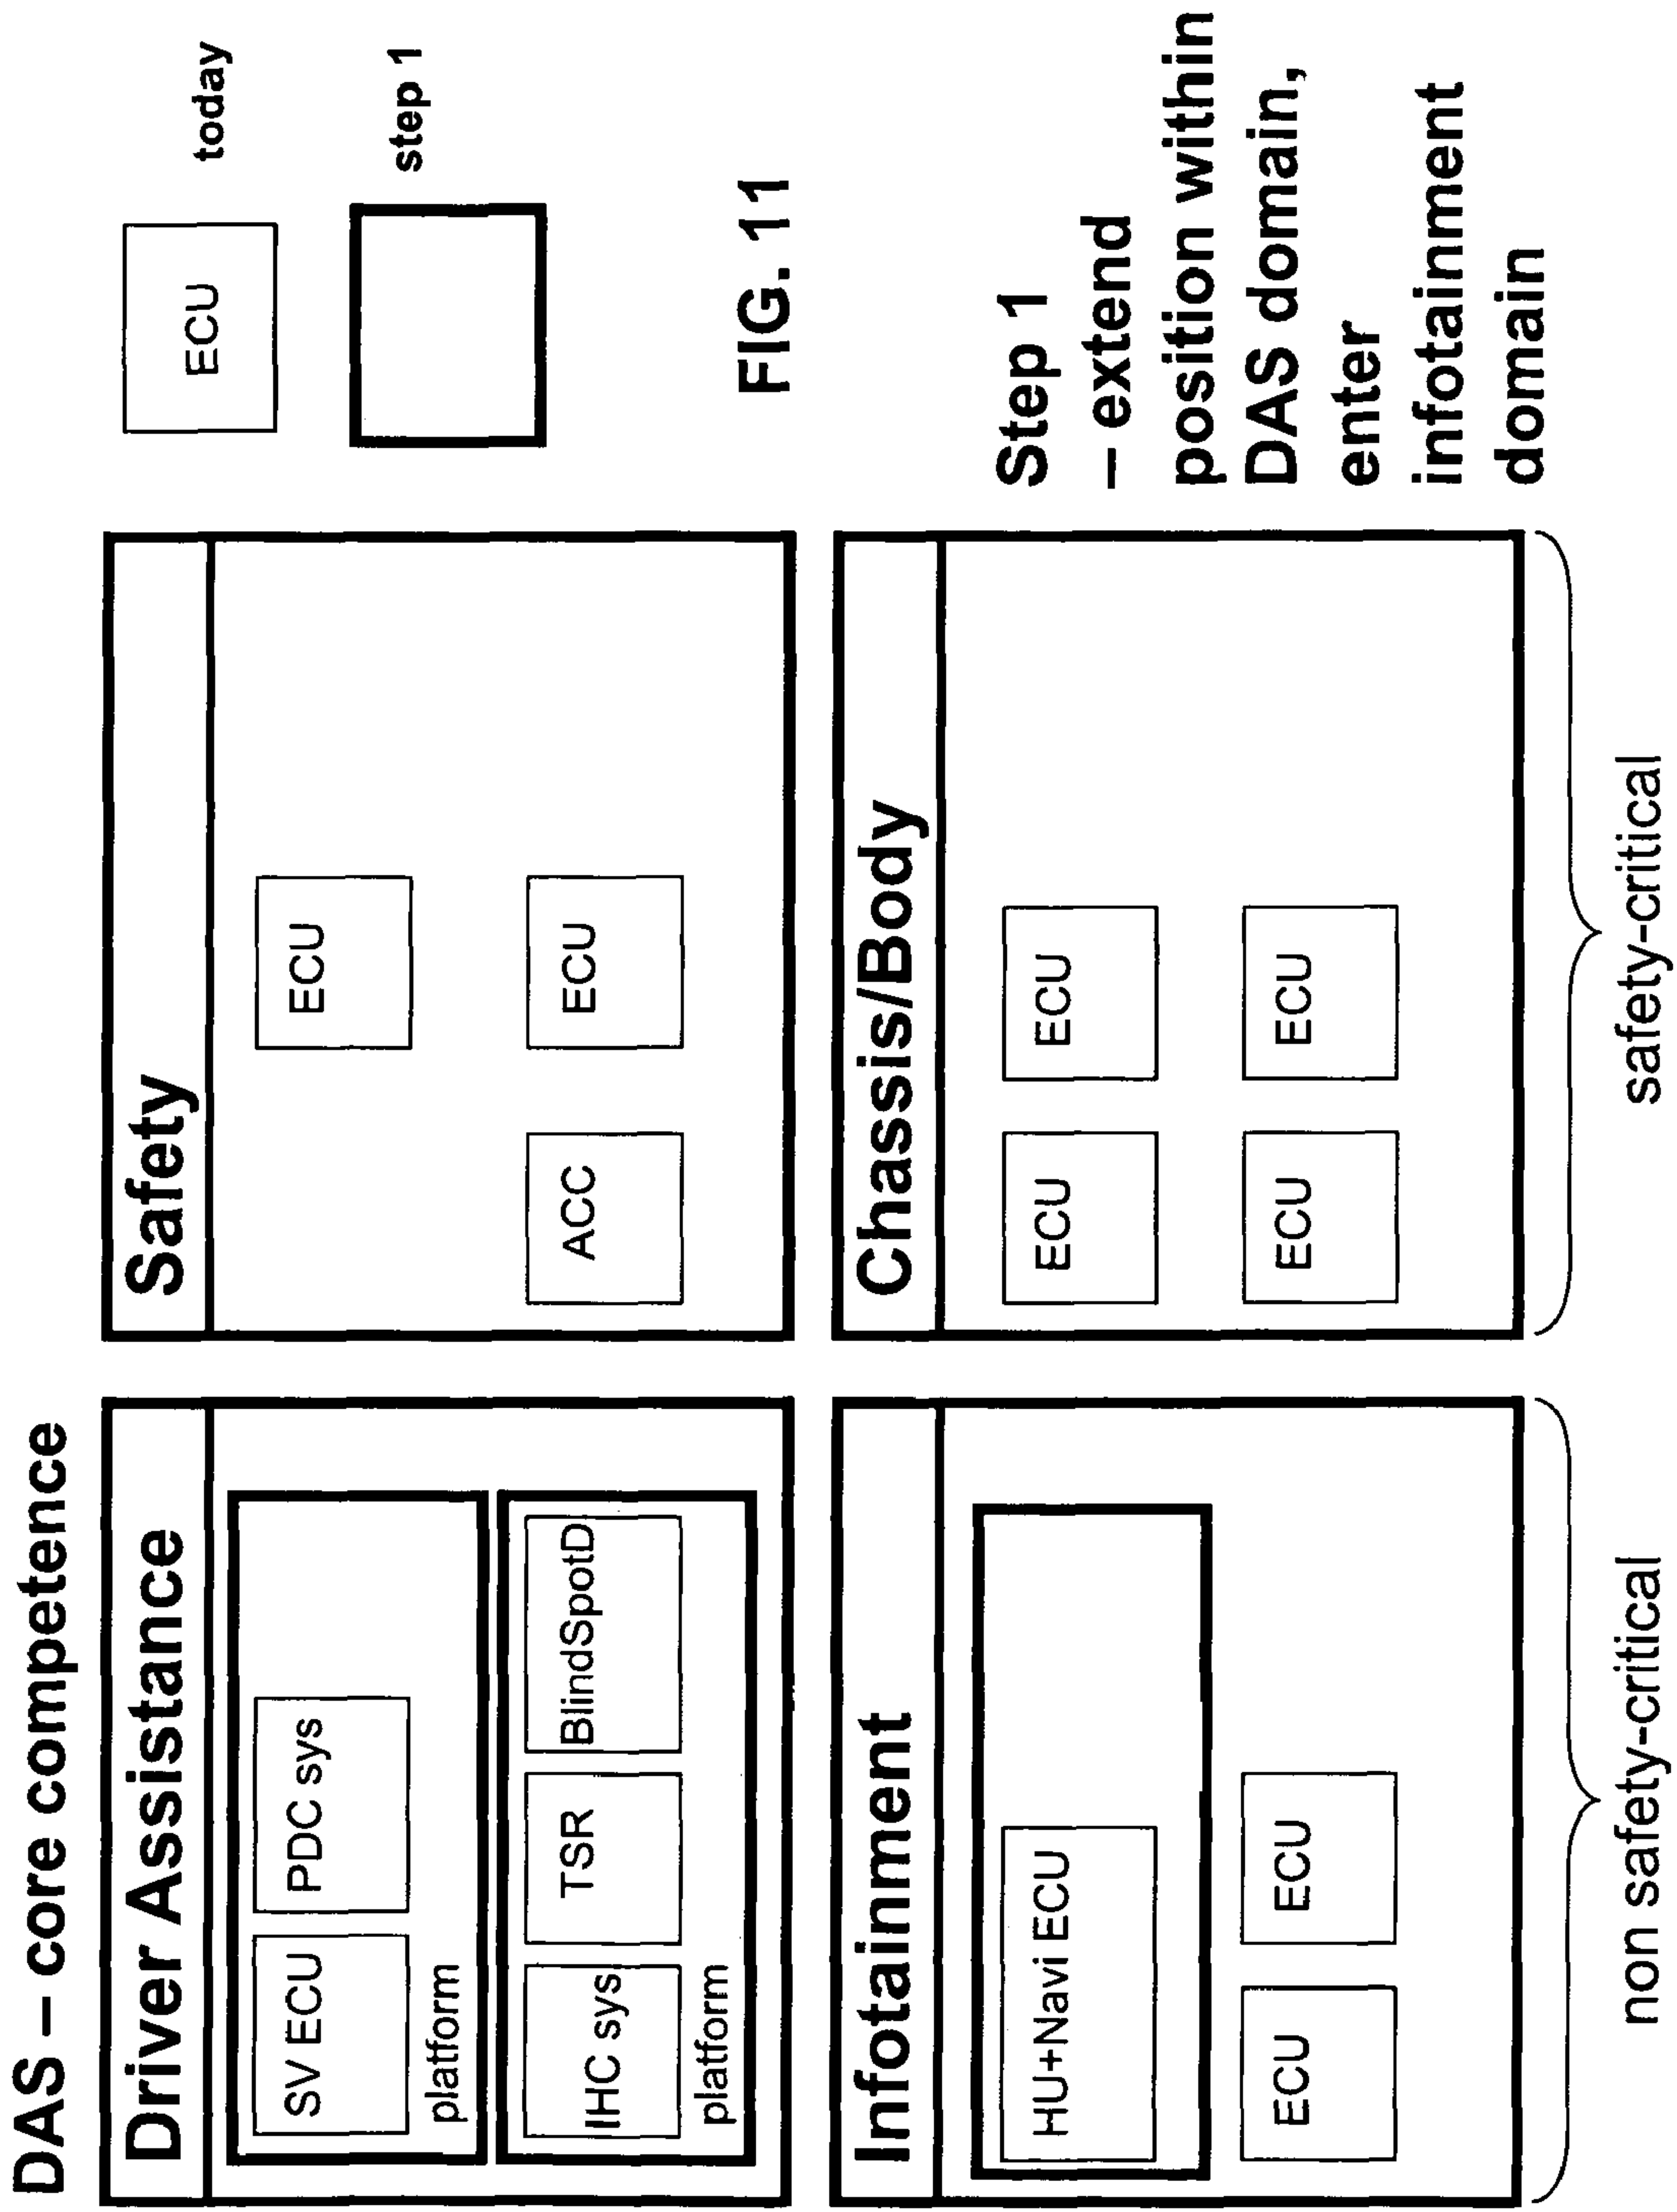 DAS – core competence
Driver Assistance
SV ECU
PDC sys
platform
IHC sys
TSR
BlindSpotD
platform
Safety
ECU
ACC
ECU
Infotainment
HU+Navi ECU
ECU
ECU
Chassis/Body
ECU
ECU
ECU
ECU
non safety-critical
safety-critical
ECU
today
step 1
FIG. 11
Step 1
– extend
position within
DAS domain,
enter
infotainment
domain